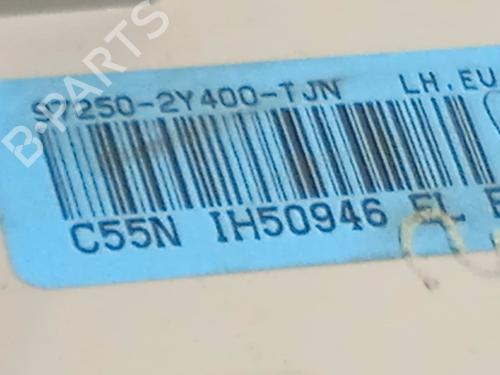 B-PARTS
250-2Y400-TJN LH.EU
C55N IH50946 EL